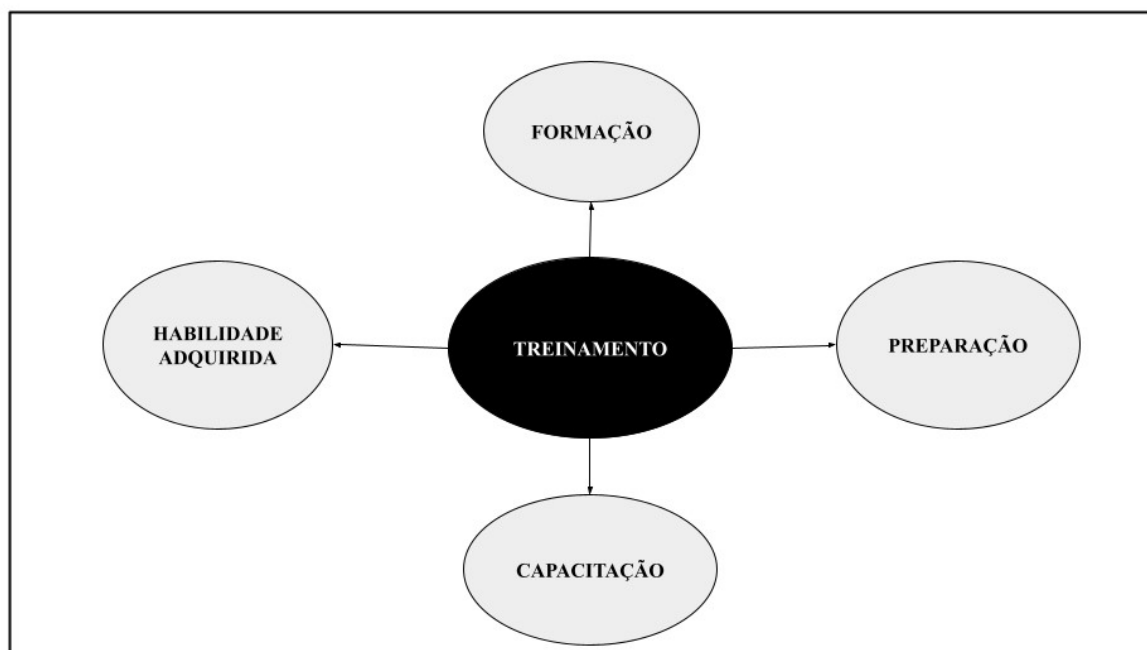 FORMAÇÃO
HABILIDADE
ADQUIRIDA
TREINAMENTO
PREPARAÇÃO
CAPACITAÇÃO